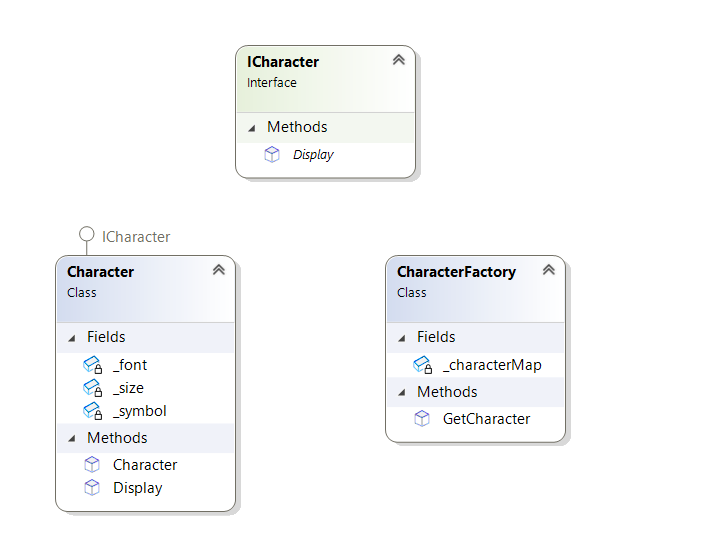 ICharacter
Interface
Methods
Display
ICharacter
Character
Class
Fields
_font
_size
_symbol
Methods
Character
Display
CharacterFactory
Class
Fields
_characterMap
Methods
GetCharacter